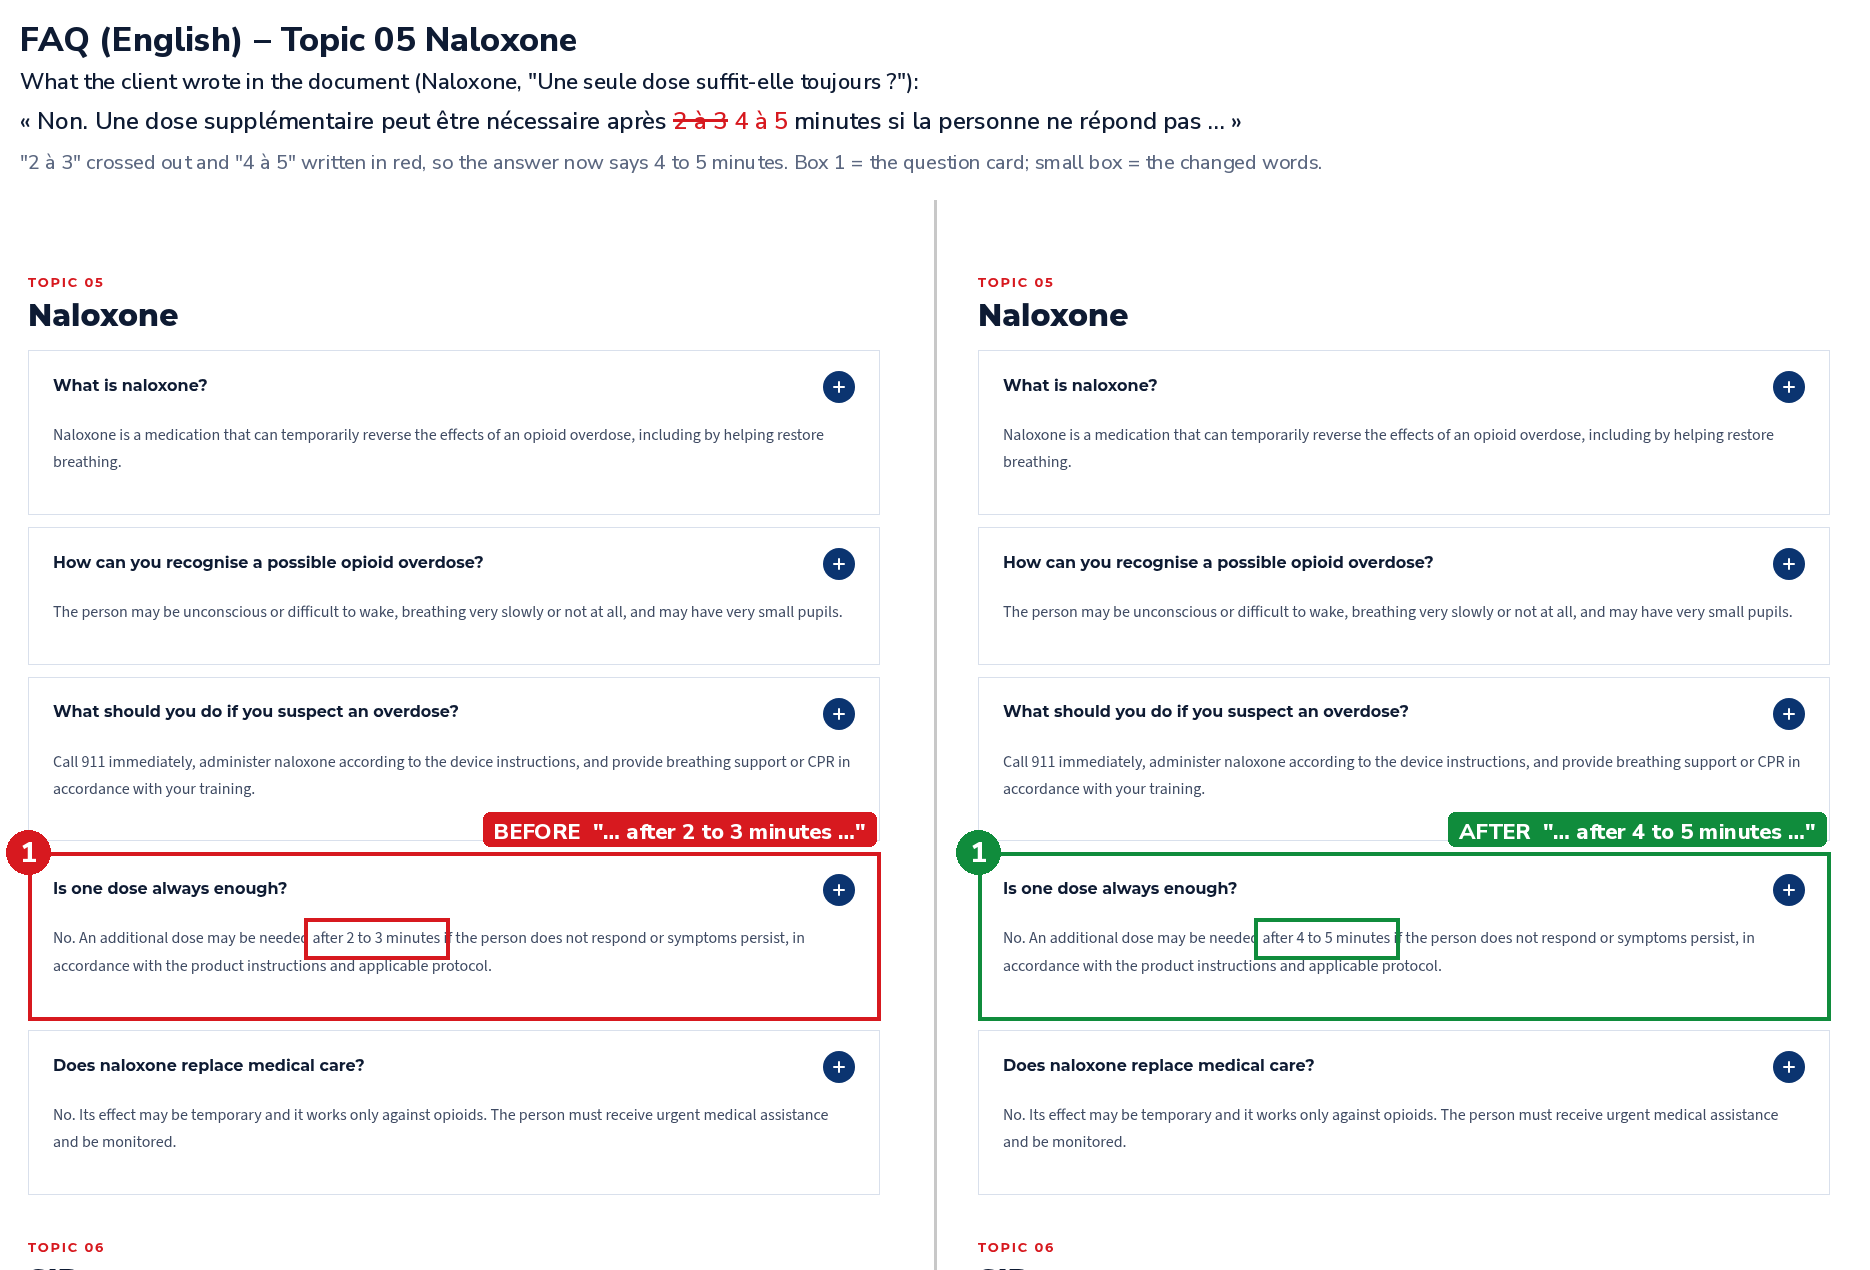 FAQ (English) – Topic 05 Naloxone
What the client wrote in the document (Naloxone, "Une seule dose suffit-elle toujours ?"):
« Non. Une dose supplémentaire peut être nécessaire après 2 à 3 4 à 5 minutes si la personne ne répond pas ... »
"2 à 3" crossed out and "4 à 5" written in red, so the answer now says 4 to 5 minutes. Box 1 = the question card; small box = the changed words.
TOPIC 05
Naloxone
What is naloxone?
Naloxone is a medication that can temporarily reverse the effects of an opioid overdose, including by helping restore
breathing.
How can you recognise a possible opioid overdose?
The person may be unconscious or difficult to wake, breathing very slowly or not at all, and may have very small pupils.
What should you do if you suspect an overdose?
Call 911 immediately, administer naloxone according to the device instructions, and provide breathing support or CPR in
accordance with your training.
BEFORE "... after 2 to 3 minutes ..."
1
Is one dose always enough?
No. An additional dose may be needed after 2 to 3 minutes if the person does not respond or symptoms persist, in
accordance with the product instructions and applicable protocol.
Does naloxone replace medical care?
No. Its effect may be temporary and it works only against opioids. The person must receive urgent medical assistance
and be monitored.
TOPIC 06
TOPIC 05
Naloxone
What is naloxone?
Naloxone is a medication that can temporarily reverse the effects of an opioid overdose, including by helping restore
breathing.
How can you recognise a possible opioid overdose?
The person may be unconscious or difficult to wake, breathing very slowly or not at all, and may have very small pupils.
What should you do if you suspect an overdose?
Call 911 immediately, administer naloxone according to the device instructions, and provide breathing support or CPR in
accordance with your training.
AFTER "... after 4 to 5 minutes ..."
1
Is one dose always enough?
No. An additional dose may be needed after 4 to 5 minutes if the person does not respond or symptoms persist, in
accordance with the product instructions and applicable protocol.
Does naloxone replace medical care?
No. Its effect may be temporary and it works only against opioids. The person must receive urgent medical assistance
and be monitored.
TOPIC 06